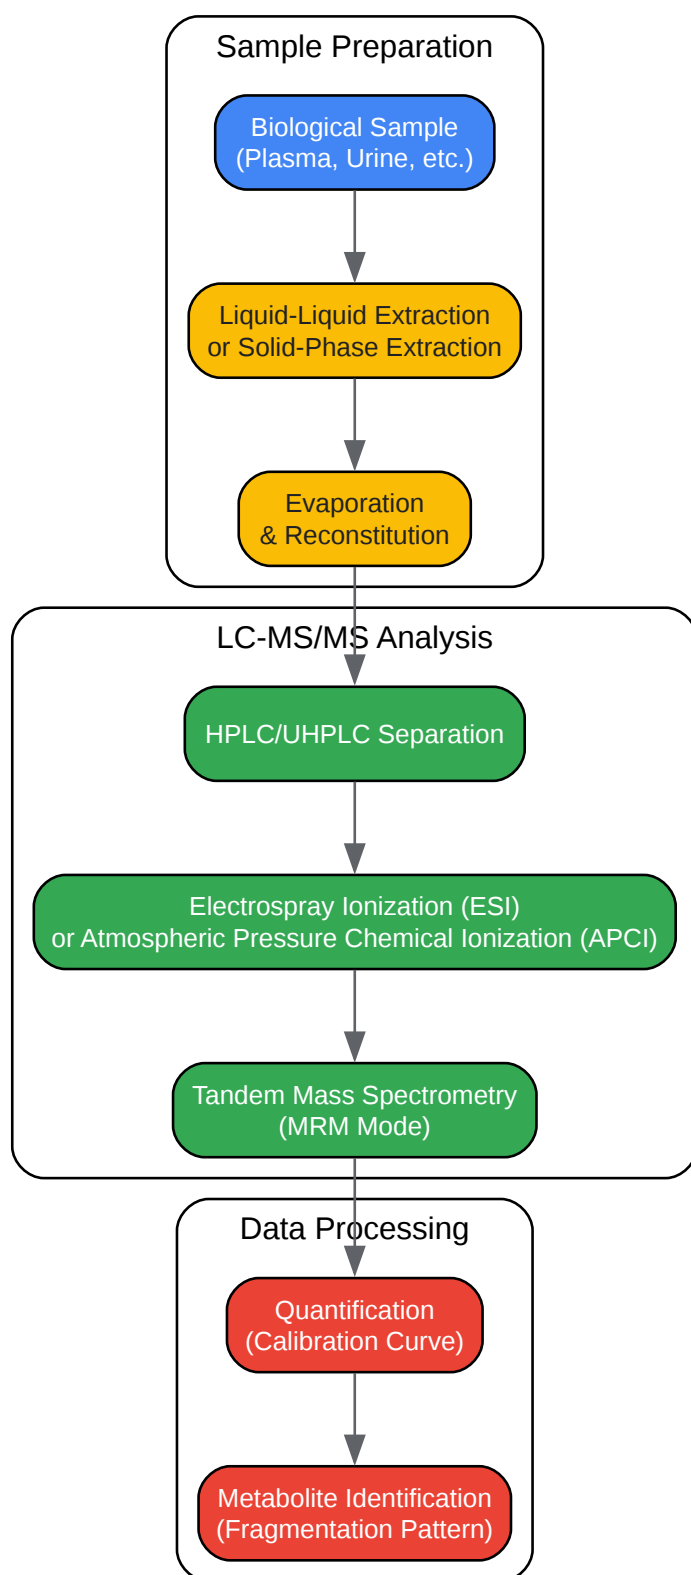 Sample Preparation
Biological Sample
(Plasma, Urine, etc.)
Liquid-Liquid Extraction
or Solid-Phase Extraction
Evaporation
& Reconstitution
LC-MS/MS Analysis
HPLC/UHPLC Separation
Electrospray Ionization (ESI)
or Atmospheric Pressure Chemical Ionization (APCI)
Tandem Mass Spectrometry
(MRM Mode)
Data Processing
Quantification
(Calibration Curve)
Metabolite Identification
(Fragmentation Pattern)